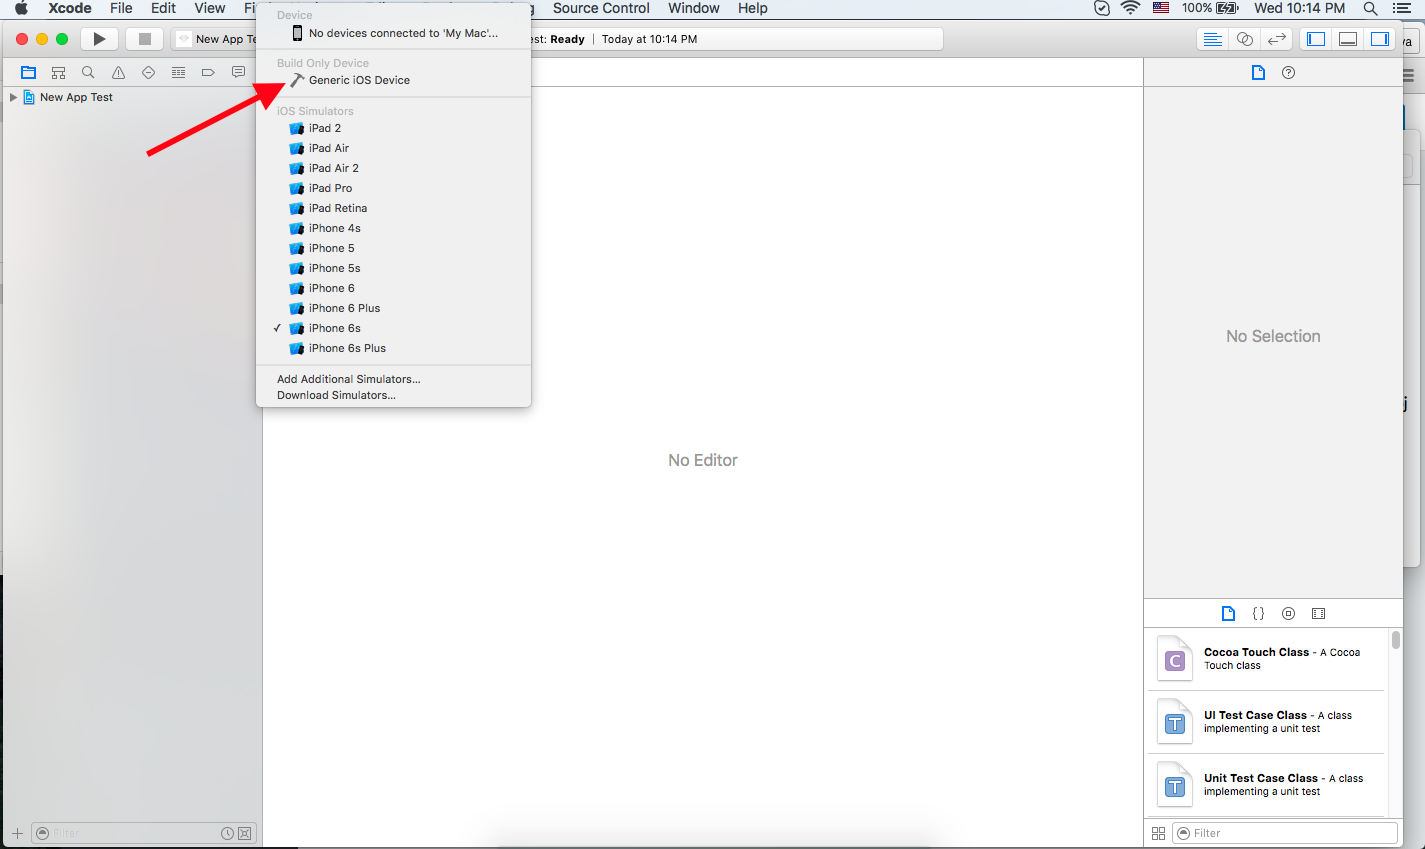 Xcode File Edit View Fi Source Control Window Help 100% Wed 10:14 PM
New App Te est: Ready | Today at 10:14 PM
Device
No devices connected to 'My Mac'...
Build Only Device
Generic iOS Device
New App Test
iOS Simulators
iPad 2
iPad Air
iPad Air 2
iPad Pro
iPad Retina
iPhone 4s
iPhone 5
iPhone 5s
iPhone 6
iPhone 6 Plus
✓ iPhone 6s
iPhone 6s Plus
Add Additional Simulators...
Download Simulators...
No Editor
No Selection
{}
C
Cocoa Touch Class - A Cocoa
Touch class
T
UI Test Case Class - A class
implementing a unit test
T
Unit Test Case Class - A class
implementing a unit test
Filter
Filter
va
j